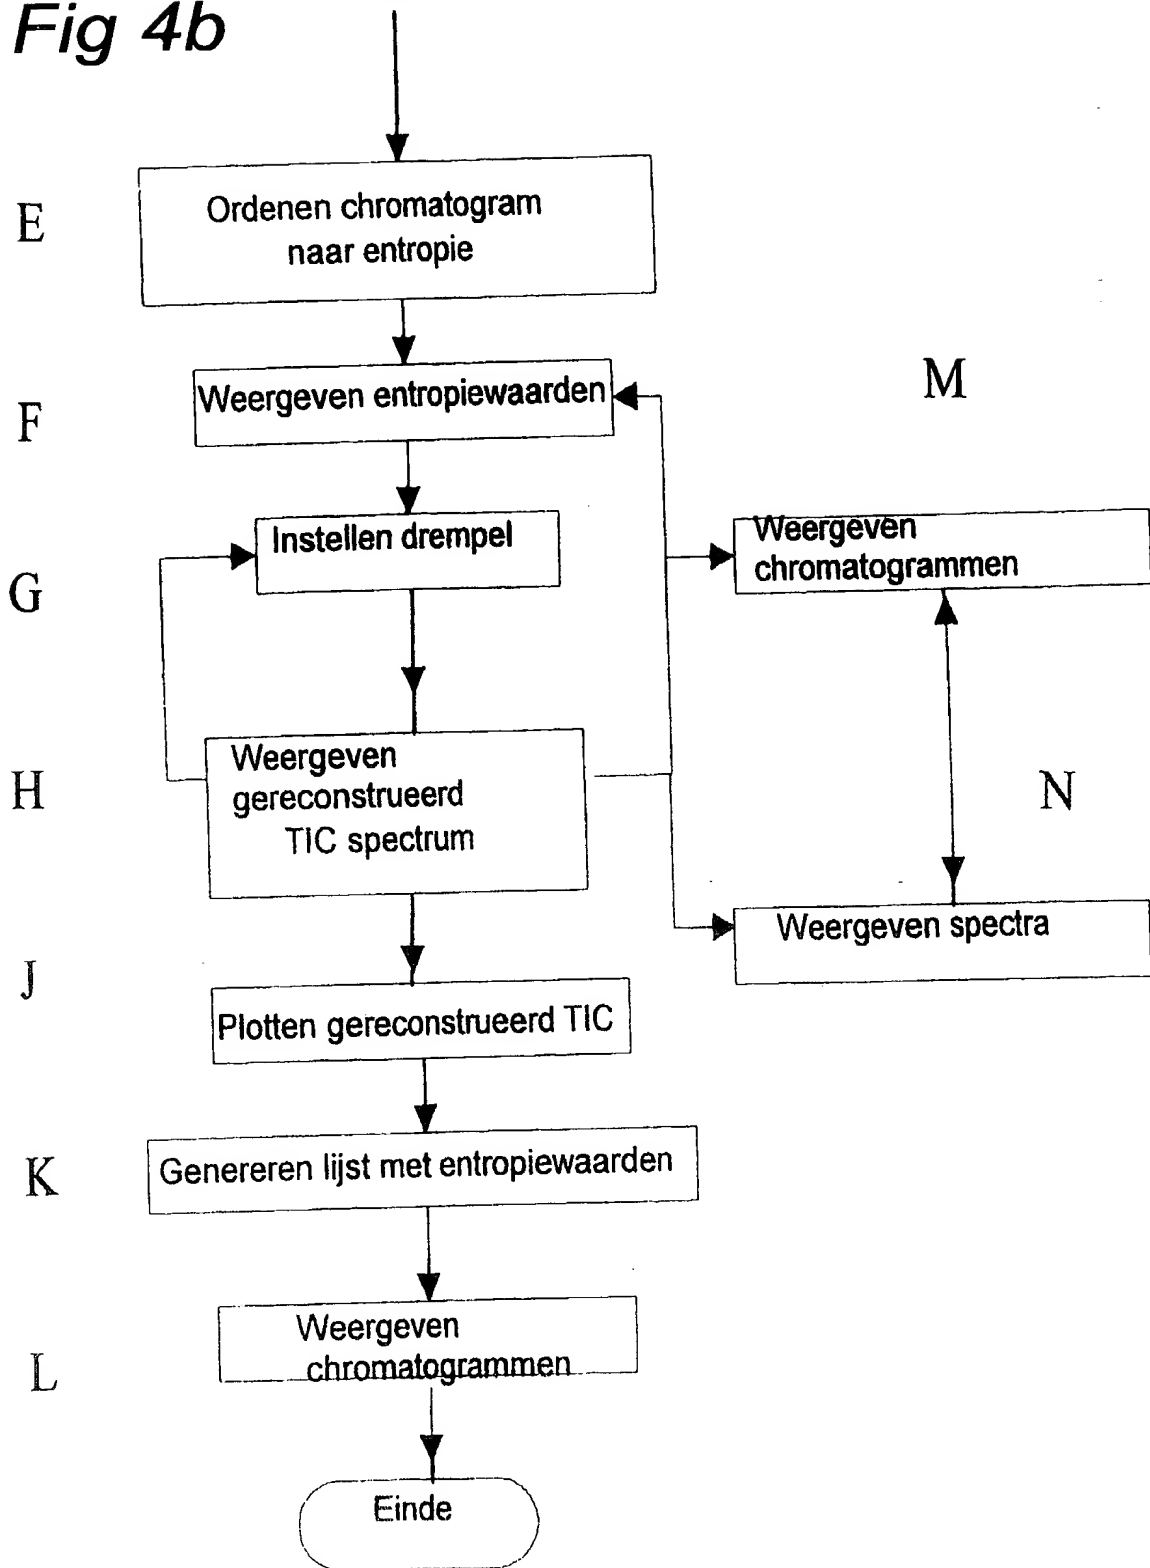 Fig 4b
E
Ordenen chromatogram
naar entropie
F
Weergeven entropiewaarden
M
G
Instellen drempel
Weergeven
chromatogrammen
H
Weergeven
gereconstrueerd
TIC spectrum
N
Weergeven spectra
J
Plotten gereconstrueerd TIC
K
Genereren lijst met entropiewaarden
L
Weergeven
chromatogrammen
Einde